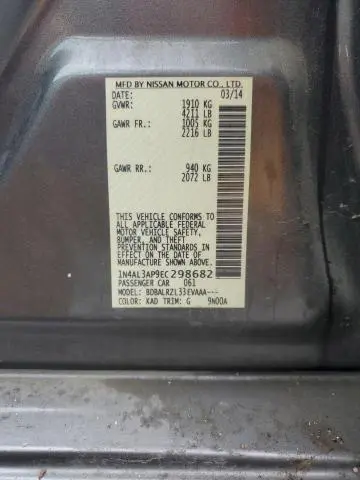 MFD BY NISSAN MOTOR CO., LTD.
DATE: 03/14
GVWR: 1910 KG
4211 LB
GAWR FR.: 1005 KG
2216 LB
GAWR RR.: 940 KG
2072 LB
THIS VEHICLE CONFORMS TO
ALL APPLICABLE FEDERAL
MOTOR VEHICLE SAFETY,
BUMPER, AND THEFT
PREVENTION STANDARDS IN
EFFECT ON THE DATE OF
MANUFACTURE SHOWN ABOVE.
1N4AL3AP9EC298682
PASSENGER CAR 061
MODEL: BDBALRZL33EVAAA---
COLOR: KAD TRIM: G 9N00A